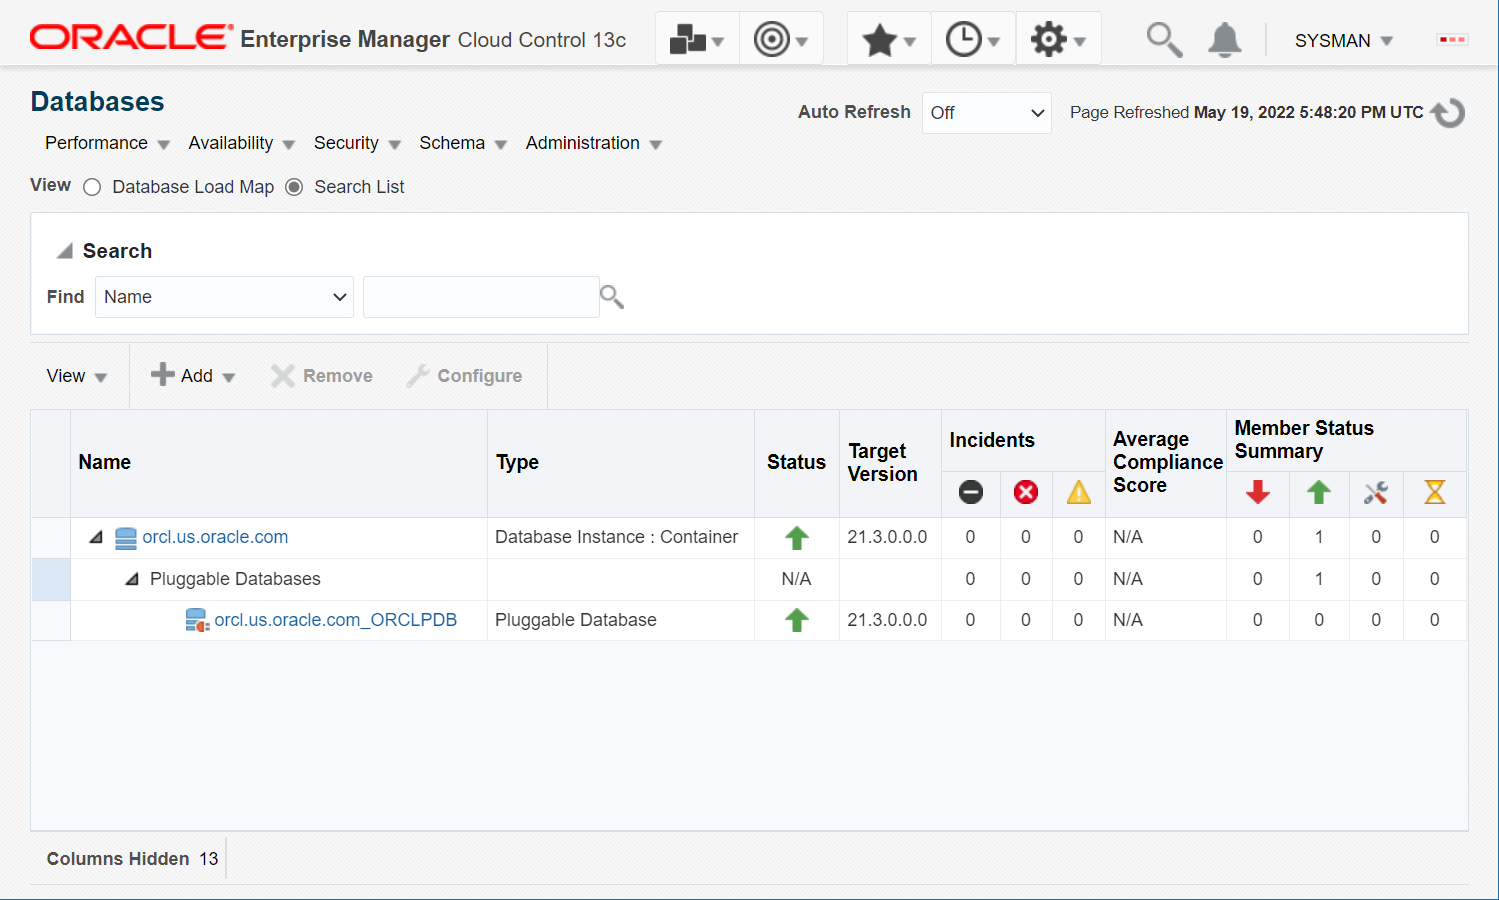 ORACLE® Enterprise Manager Cloud Control 13c SYSMAN
Databases
Auto Refresh Off Page Refreshed May 19, 2022 5:48:20 PM UTC
Performance Availability Security Schema Administration
View Database Load Map Search List
Search
Find Name
View Add Remove Configure
Name Type Status Target Version Incidents Average Compliance Score Member Status Summary
orcl.us.oracle.com Database Instance : Container 21.3.0.0.0 0 0 0 N/A 0 1 0 0
Pluggable Databases N/A 0 0 0 N/A 0 1 0 0
orcl.us.oracle.com_ORCLPDB Pluggable Database 21.3.0.0.0 0 0 0 N/A 0 0 0 0
Columns Hidden 13